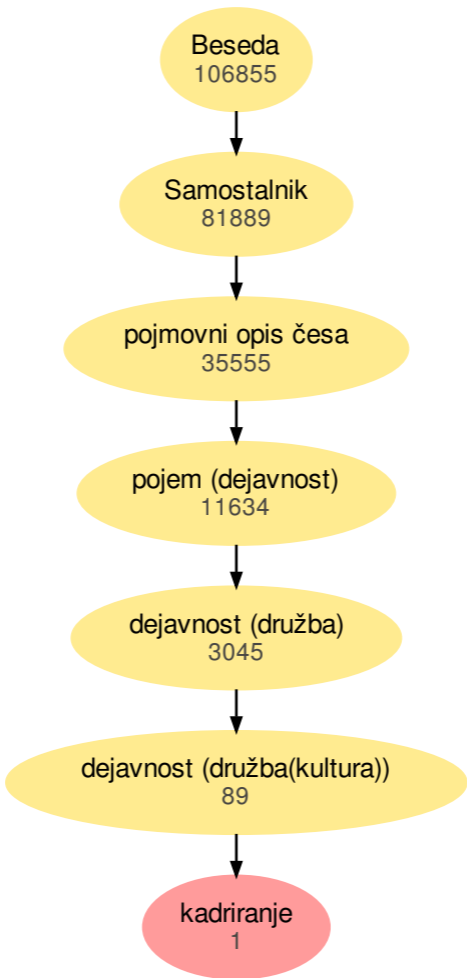 Beseda
106855
Samostalnik
81889
pojmovni opis česa
35555
pojem (dejavnost)
11634
dejavnost (družba)
3045
dejavnost (družba(kultura))
89
kadriranje
1